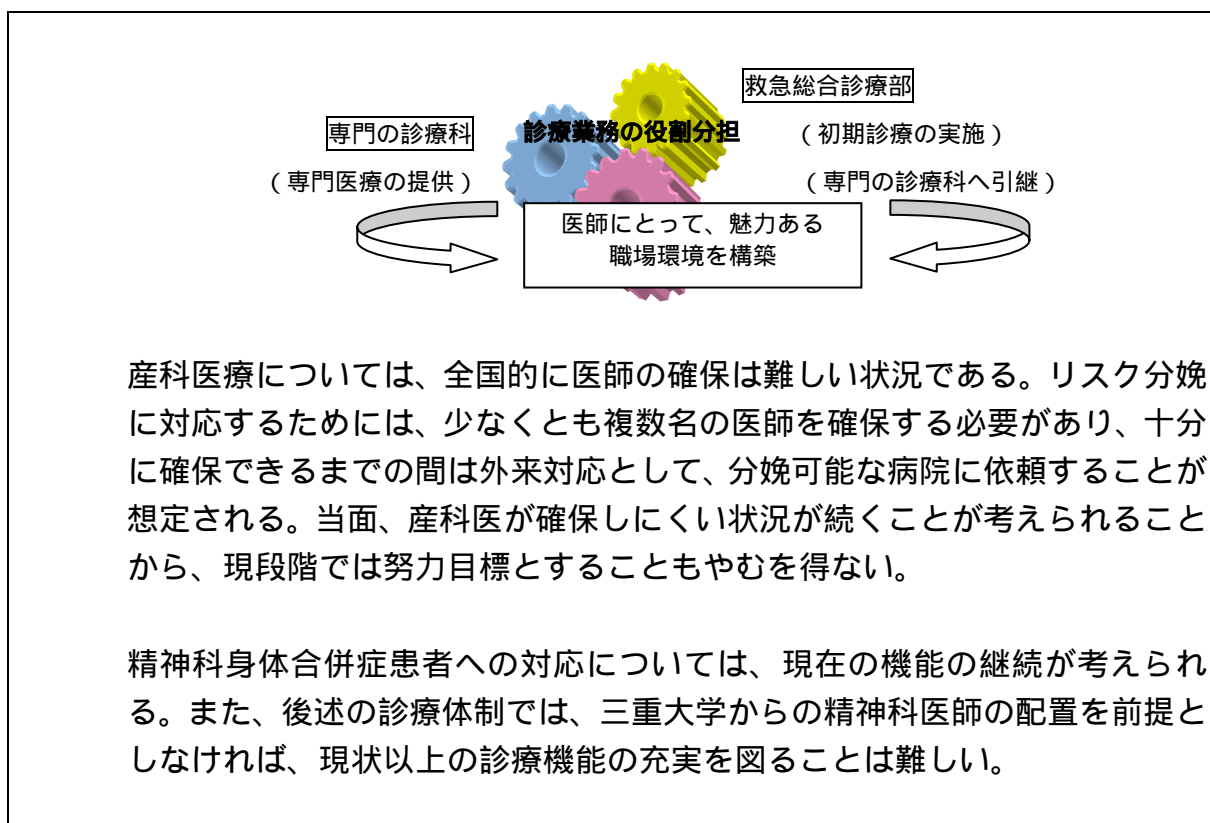 救急総合診療部
専門の診療科
診療業務の役割分担
（初期診療の実施）
（専門医療の提供）
（専門の診療科へ引継）
医師にとって、魅力ある
職場環境を構築
産科医療については、全国的に医師の確保は難しい状況である。リスク分娩
に対応するためには、少なくとも複数名の医師を確保する必要があり、十分
に確保できるまでの間は外来対応として、分娩可能な病院に依頼することが
想定される。当面、産科医が確保しにくい状況が続くことが考えられること
から、現段階では努力目標とすることもやむを得ない。
精神科身体合併症患者への対応については、現在の機能の継続が考えられ
る。また、後述の診療体制では、三重大学からの精神科医師の配置を前提と
しなければ、現状以上の診療機能の充実を図ることは難しい。